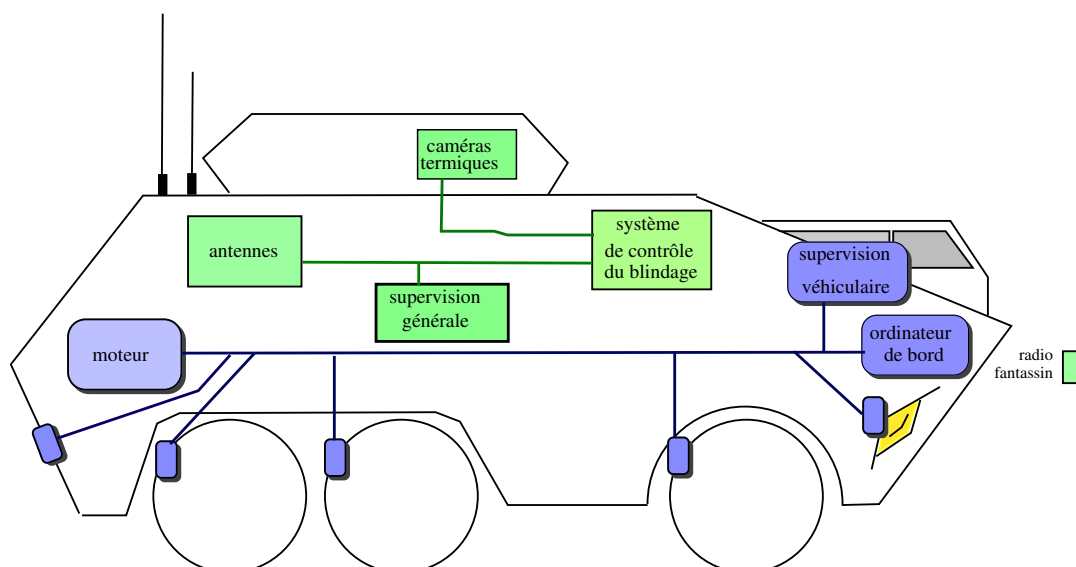 caméras
termiques
système
de contrôle
du blindage
antennes
supervision
véhiculaire
supervision
générale
ordinateur
de bord
moteur
radio
fantassin